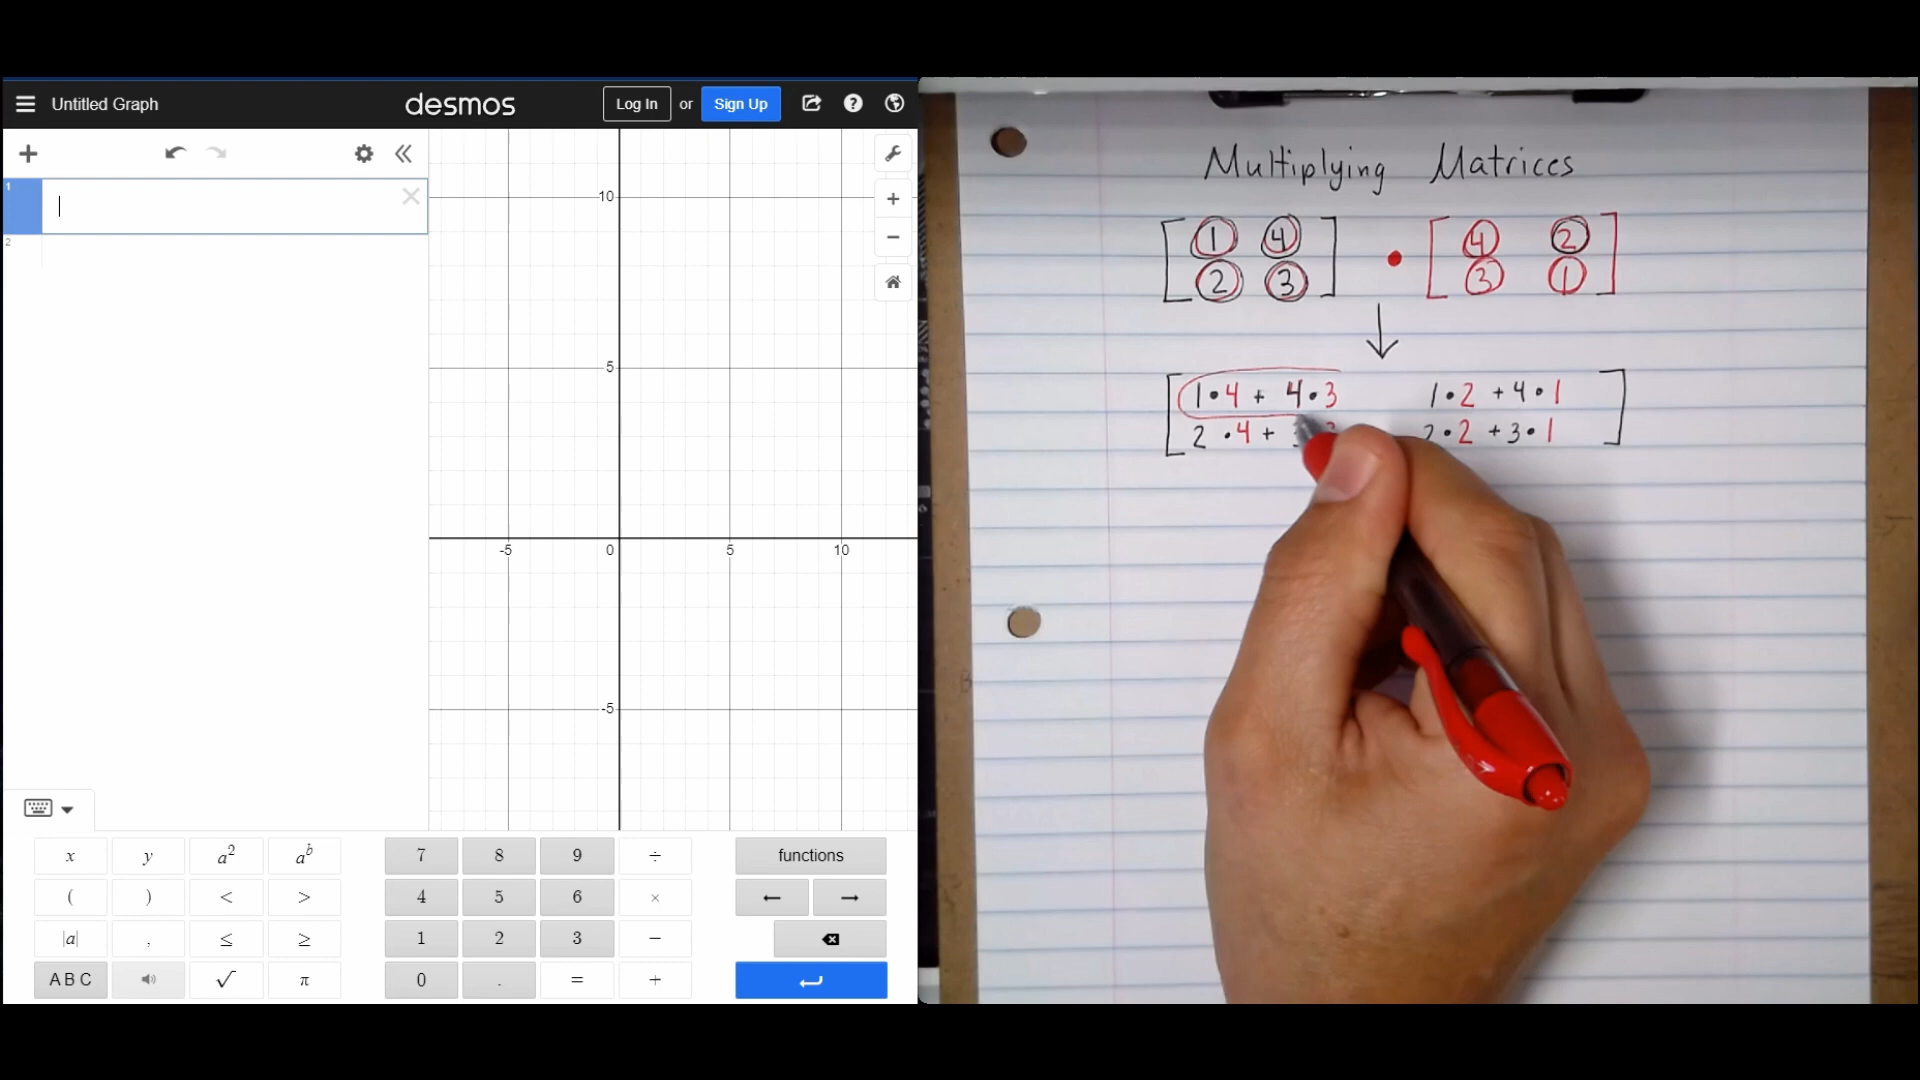 Untitled Graph desmos Log In or Sign Up
1
2
10
5
-5 0 5 10
-5
x y a² aᵇ 7 8 9 ÷ functions
( ) < > 4 5 6 × ← →
|a| , ≤ ≥ 1 2 3 −
A B C √ π 0 . = +
Multiplying Matrices
[ 1 4 ] • [ 4 2 ]
[ 2 3 ] [ 3 1 ]
↓
[ 1•4 + 4•3 1•2 + 4•1 ]
[ 2•4 + 2•2 + 3•1 ]